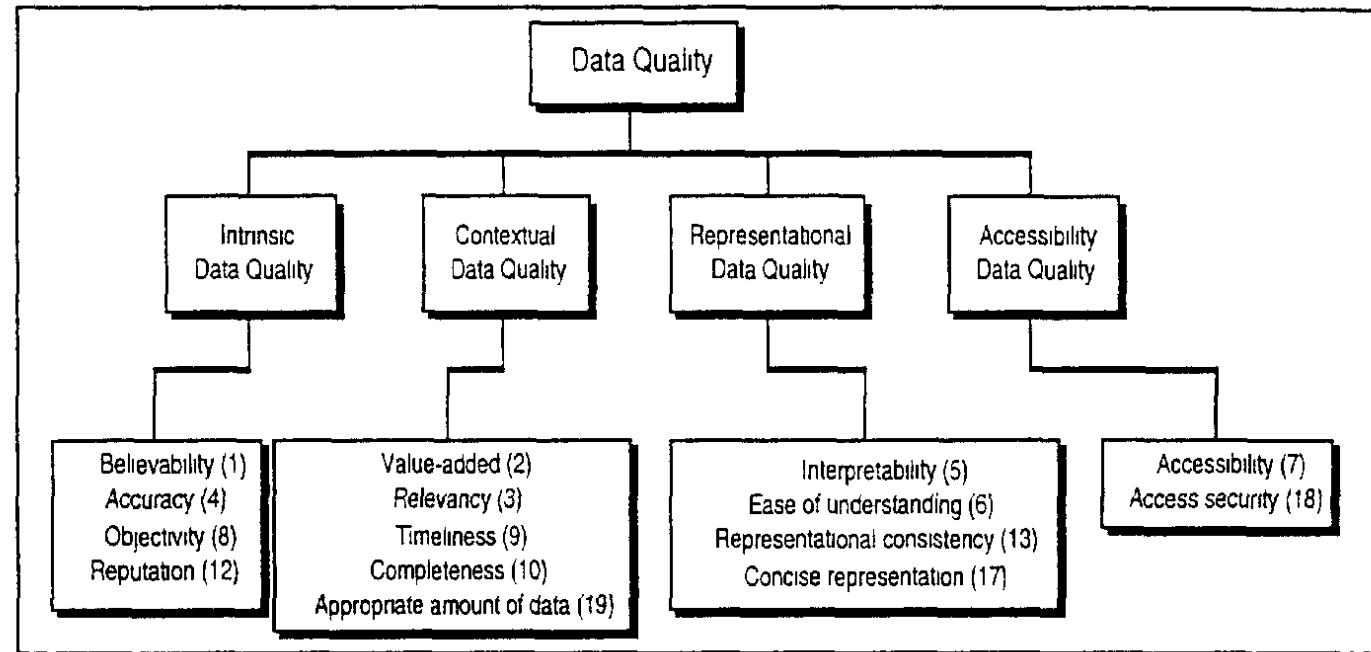 Data Quality
Intrinsic
Data Quality
Contextual
Data Quality
Representational
Data Quality
Accessibility
Data Quality
Believability (1)
Accuracy (4)
Objectivity (8)
Reputation (12)
Value-added (2)
Relevancy (3)
Timeliness (9)
Completeness (10)
Appropriate amount of data (19)
Interpretability (5)
Ease of understanding (6)
Representational consistency (13)
Concise representation (17)
Accessibility (7)
Access security (18)